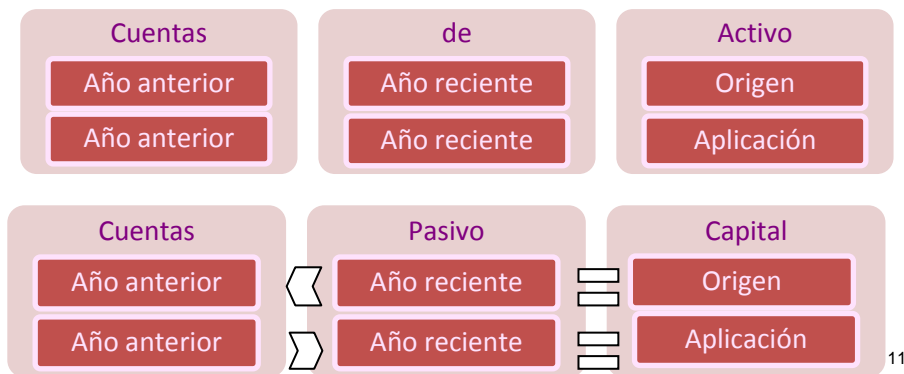 Cuentas de Activo
Año anterior Año reciente Origen
Año anterior Año reciente Aplicación
Cuentas Pasivo Capital
Año anterior Año reciente Origen
Año anterior Año reciente Aplicación
11